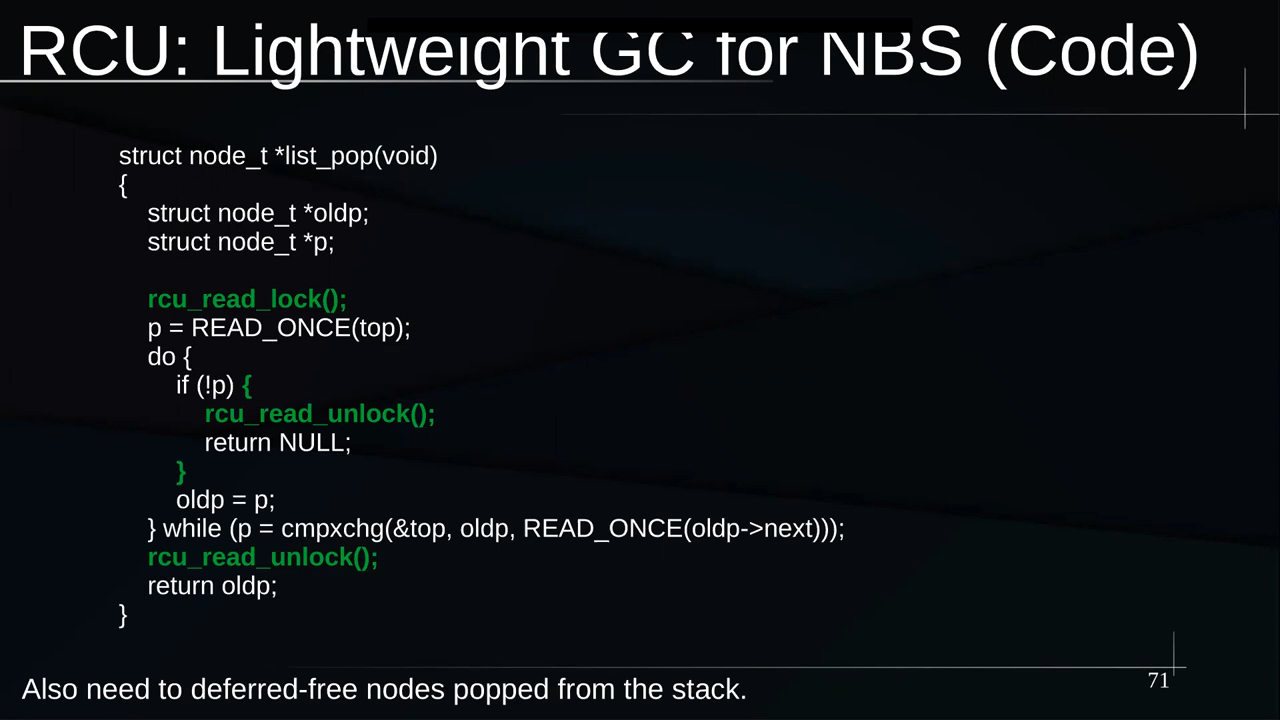 RCU: Lightweight GC for NBS (Code)
struct node_t *list_pop(void)
{
struct node_t *oldp;
struct node_t *p;
rcu_read_lock();
p = READ_ONCE(top);
do {
if (!p) {
rcu_read_unlock();
return NULL;
}
oldp = p;
} while (p = cmpxchg(&top, oldp, READ_ONCE(oldp->next)));
rcu_read_unlock();
return oldp;
}
Also need to deferred-free nodes popped from the stack.
71